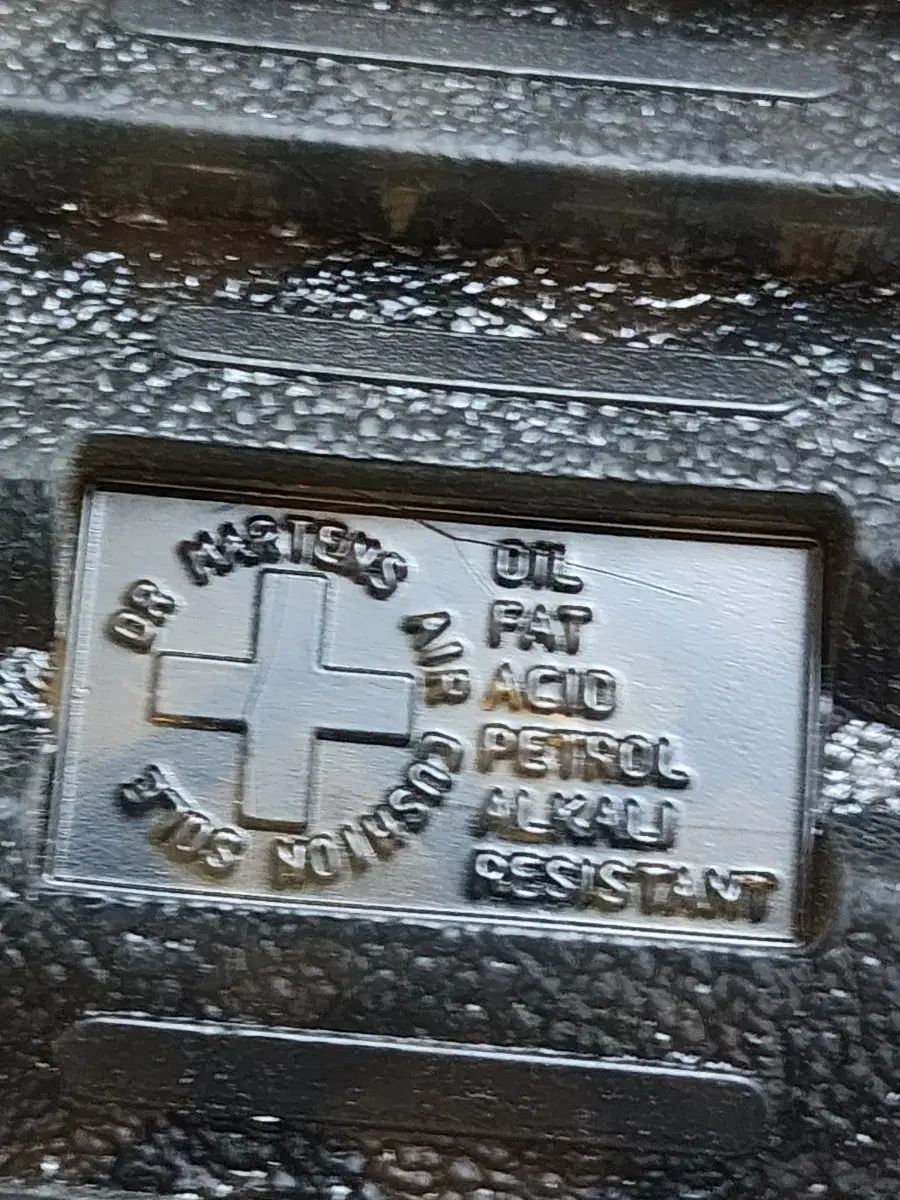 DR MARTENS AIR CUSHION SOLE
OIL
FAT
ACID
PETROL
ALKALI
RESISTANT